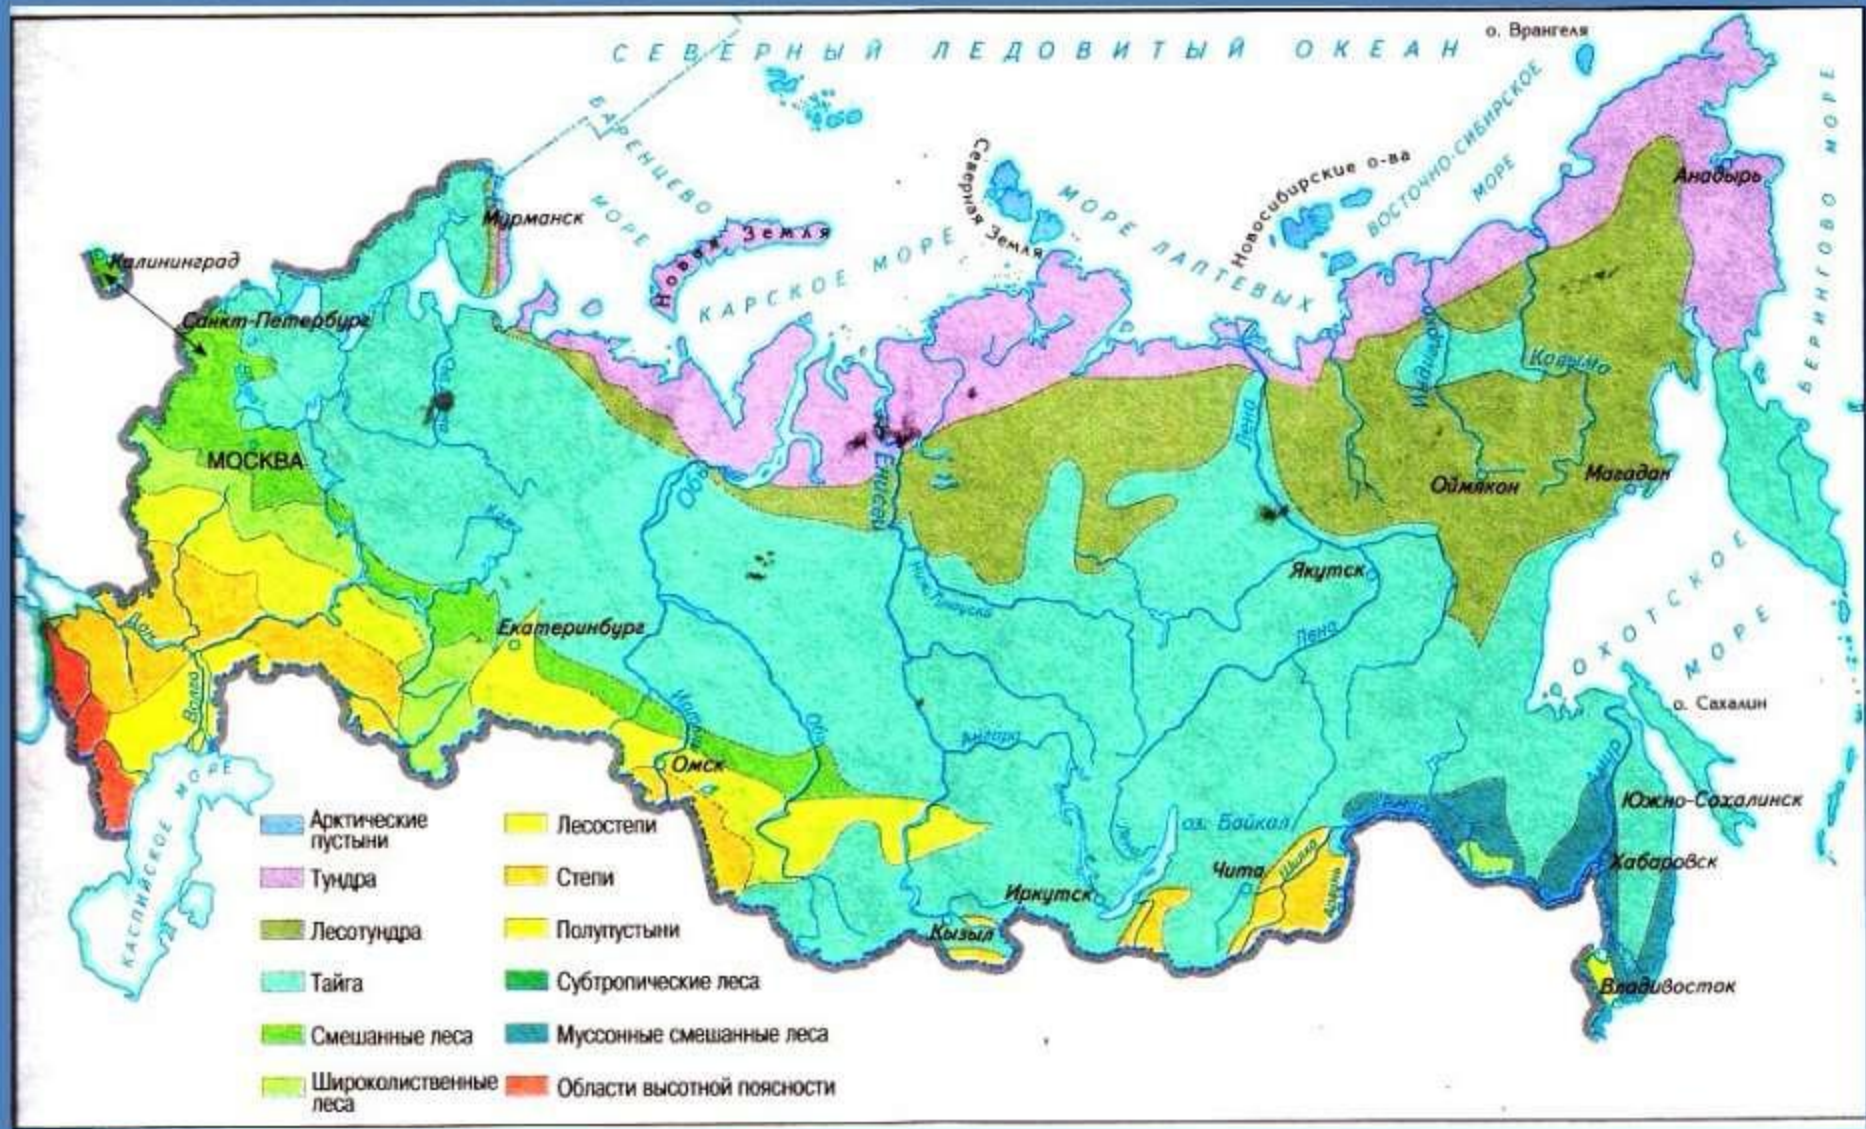 СЕВЕРНЫЙ ЛЕДОВИТЫЙ ОКЕАН
о. Врангеля
БАРЕНЦЕВО
МОРЕ
Новая Земля
КАРСКОЕ МОРЕ
Северная Земля
МОРЕ ЛАПТЕВЫХ
Новосибирские о-ва
ВОСТОЧНО-СИБИРСКОЕ
МОРЕ
БЕРИНГОВО МОРЕ
Анадырь
Мурманск
Калининград
Санкт-Петербург
МОСКВА
Обь
Енисей
Лена
Индигирка
Колыма
Оймякон
Магадан
Кама
Якутск
Ниж. Тунгуска
Лена
Екатеринбург
Дон
Волга
Иртыш
Обь
Ангара
Омск
ОХОТСКОЕ
МОРЕ
о. Сахалин
Амур
Южно-Сахалинск
Хабаровск
Владивосток
оз. Байкал
Чита
Шилка
Аргунь
Иркутск
Кызыл
КАСПИЙСКОЕ МОРЕ
Арктические
пустыни
Тундра
Лесотундра
Тайга
Смешанные леса
Широколиственные
леса
Лесостепи
Степи
Полупустыни
Субтропические леса
Муссонные смешанные леса
Области высотной поясности